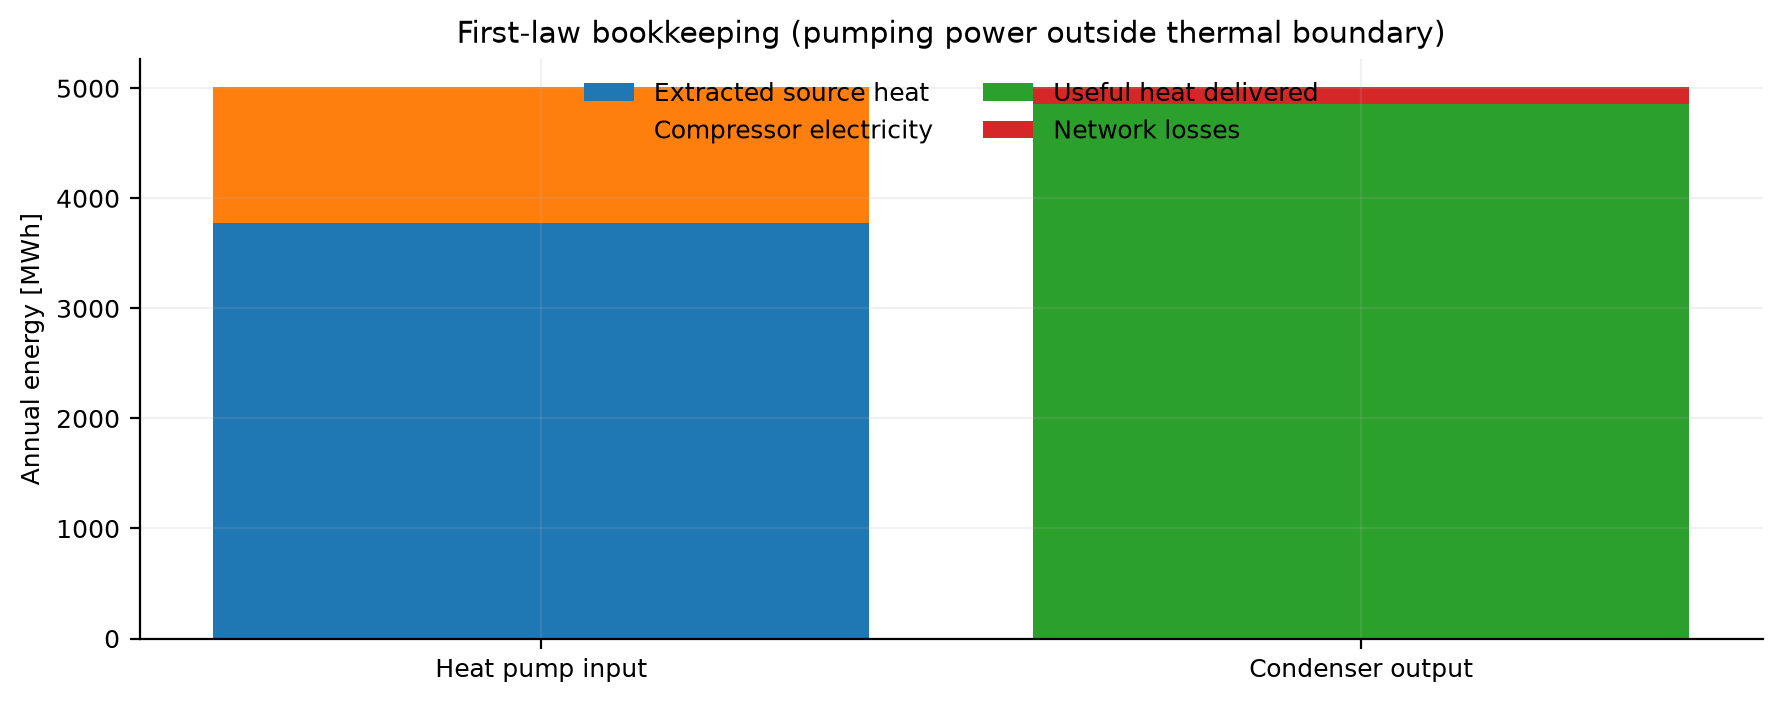 First-law bookkeeping (pumping power outside thermal boundary)
Extracted source heat
Compressor electricity
Useful heat delivered
Network losses
Annual energy [MWh]
5000
4000
3000
2000
1000
0
Heat pump input
Condenser output